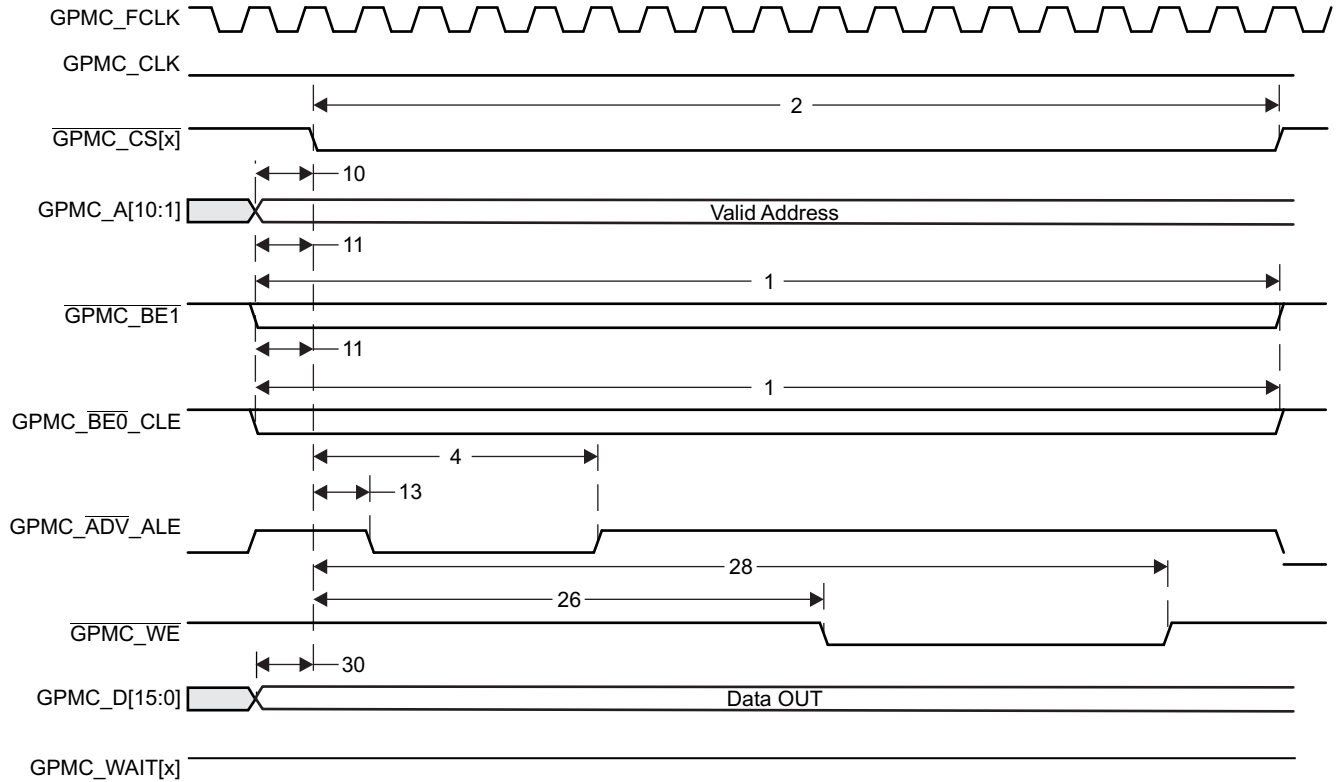 GPMC_FCLK
GPMC_CLK
2
GPMC_CS[x]
10
GPMC_A[10:1] Valid Address
11
1
GPMC_BE1
11
1
GPMC_BE0_CLE
4
13
GPMC_ADV_ALE
28
26
GPMC_WE
30
GPMC_D[15:0] Data OUT
GPMC_WAIT[x]